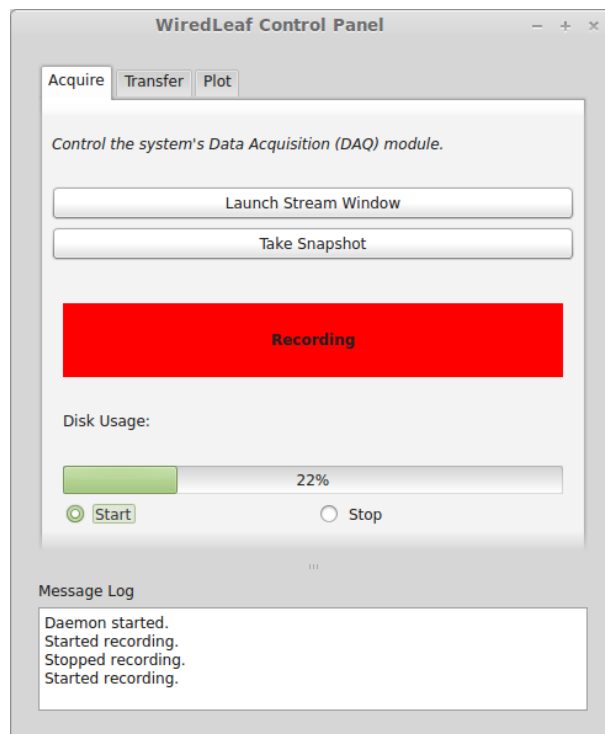 WiredLeaf Control Panel
Acquire Transfer Plot
Control the system's Data Acquisition (DAQ) module.
Launch Stream Window
Take Snapshot
Recording
Disk Usage:
22%
Start Stop
Message Log
Daemon started.
Started recording.
Stopped recording.
Started recording.